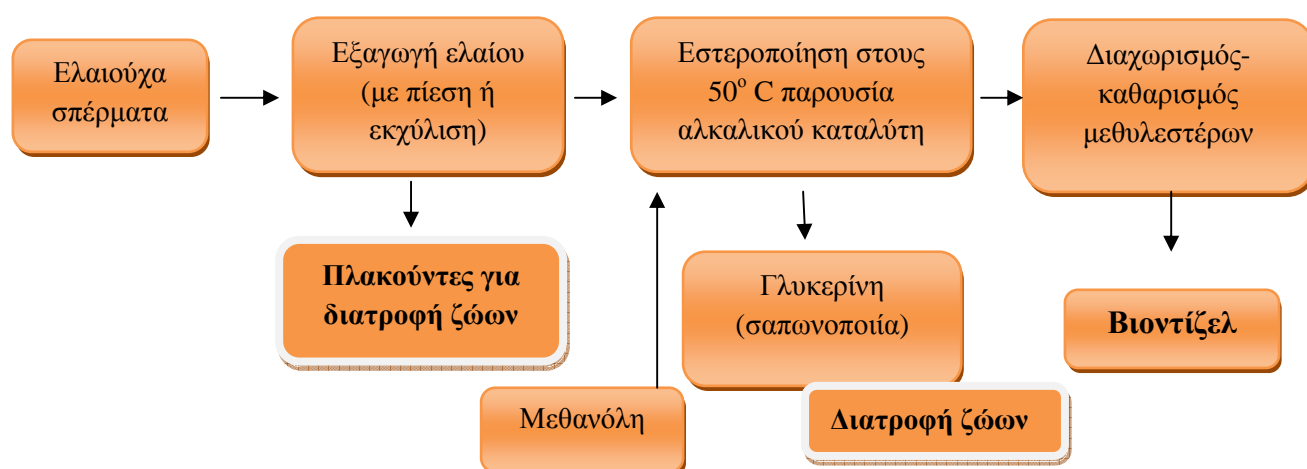 Ελαιούχα
σπέρματα
Εξαγωγή ελαίου
(με πίεση ή
εκχύλιση)
Εστεροποίηση στους
50º C παρουσία
αλκαλικού καταλύτη
Διαχωρισμός-
καθαρισμός
μεθυλεστέρων
Πλακούντες για
διατροφή ζώων
Γλυκερίνη
(σαπωνοποιία)
Βιοντίζελ
Μεθανόλη
Διατροφή ζώων